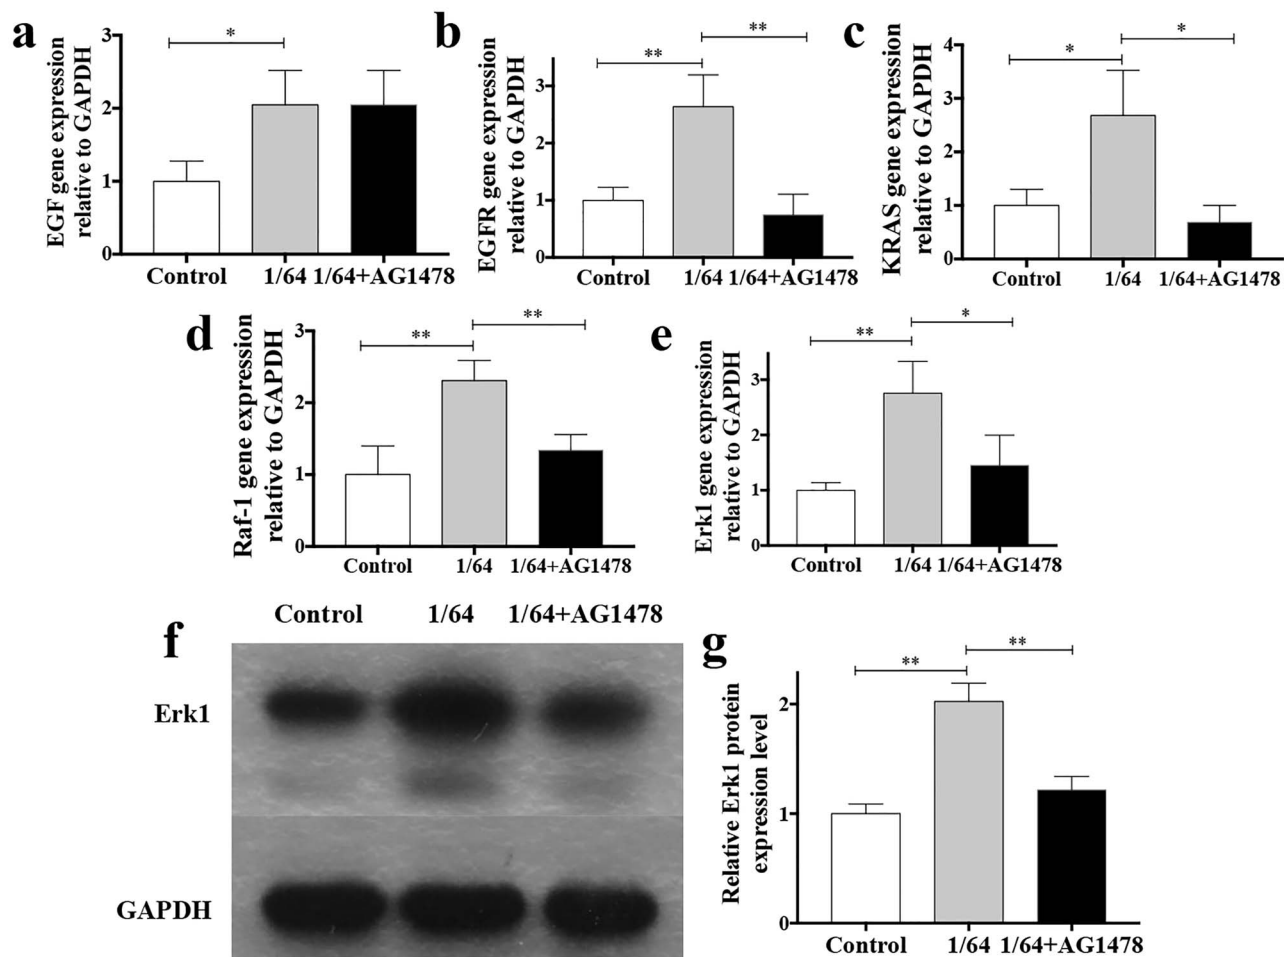 a
EGF gene expression
relative to GAPDH
3
2
1
0
*
Control 1/64 1/64+AG1478
b
EGFR gene expression
relative to GAPDH
3
2
1
0
** **
Control 1/64 1/64+AG1478
c
KRAS gene expression
relative to GAPDH
4
3
2
1
0
* *
Control 1/64 1/64+AG1478
d
Raf-1 gene expression
relative to GAPDH
3
2
1
0
** **
Control 1/64 1/64+AG1478
e
Erk1 gene expression
relative to GAPDH
3
2
1
0
** *
Control 1/64 1/64+AG1478
f
Control 1/64 1/64+AG1478
Erk1
GAPDH
g
Relative Erk1 protein
expression level
2
1
0
** **
Control 1/64 1/64+AG1478